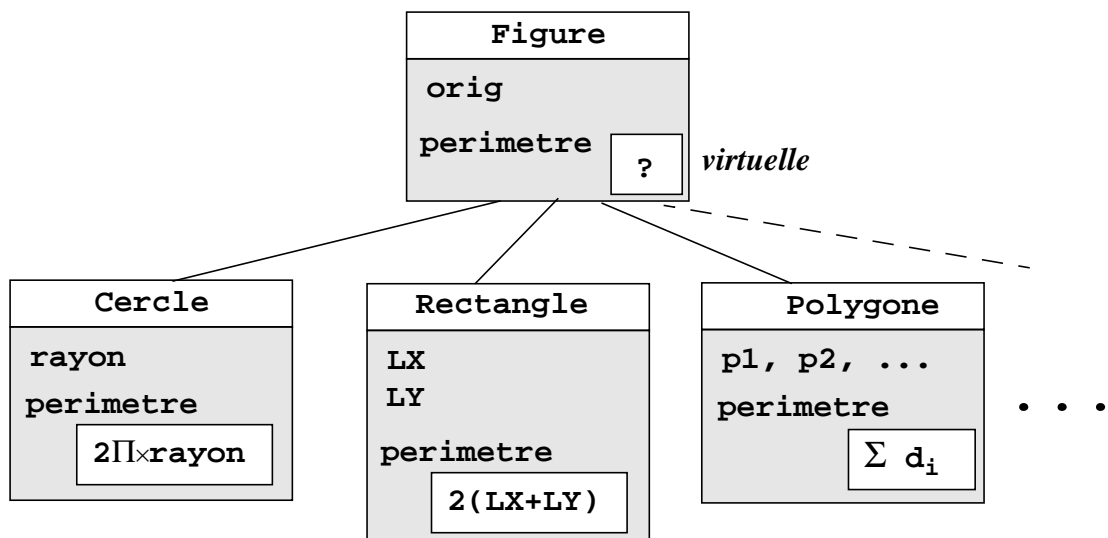 Figure
orig
perimetre
?
virtuelle
Cercle
rayon
perimetre
2Π×rayon
Rectangle
LX
LY
perimetre
2(LX+LY)
Polygone
p1, p2, ...
perimetre
Σ di
. . .